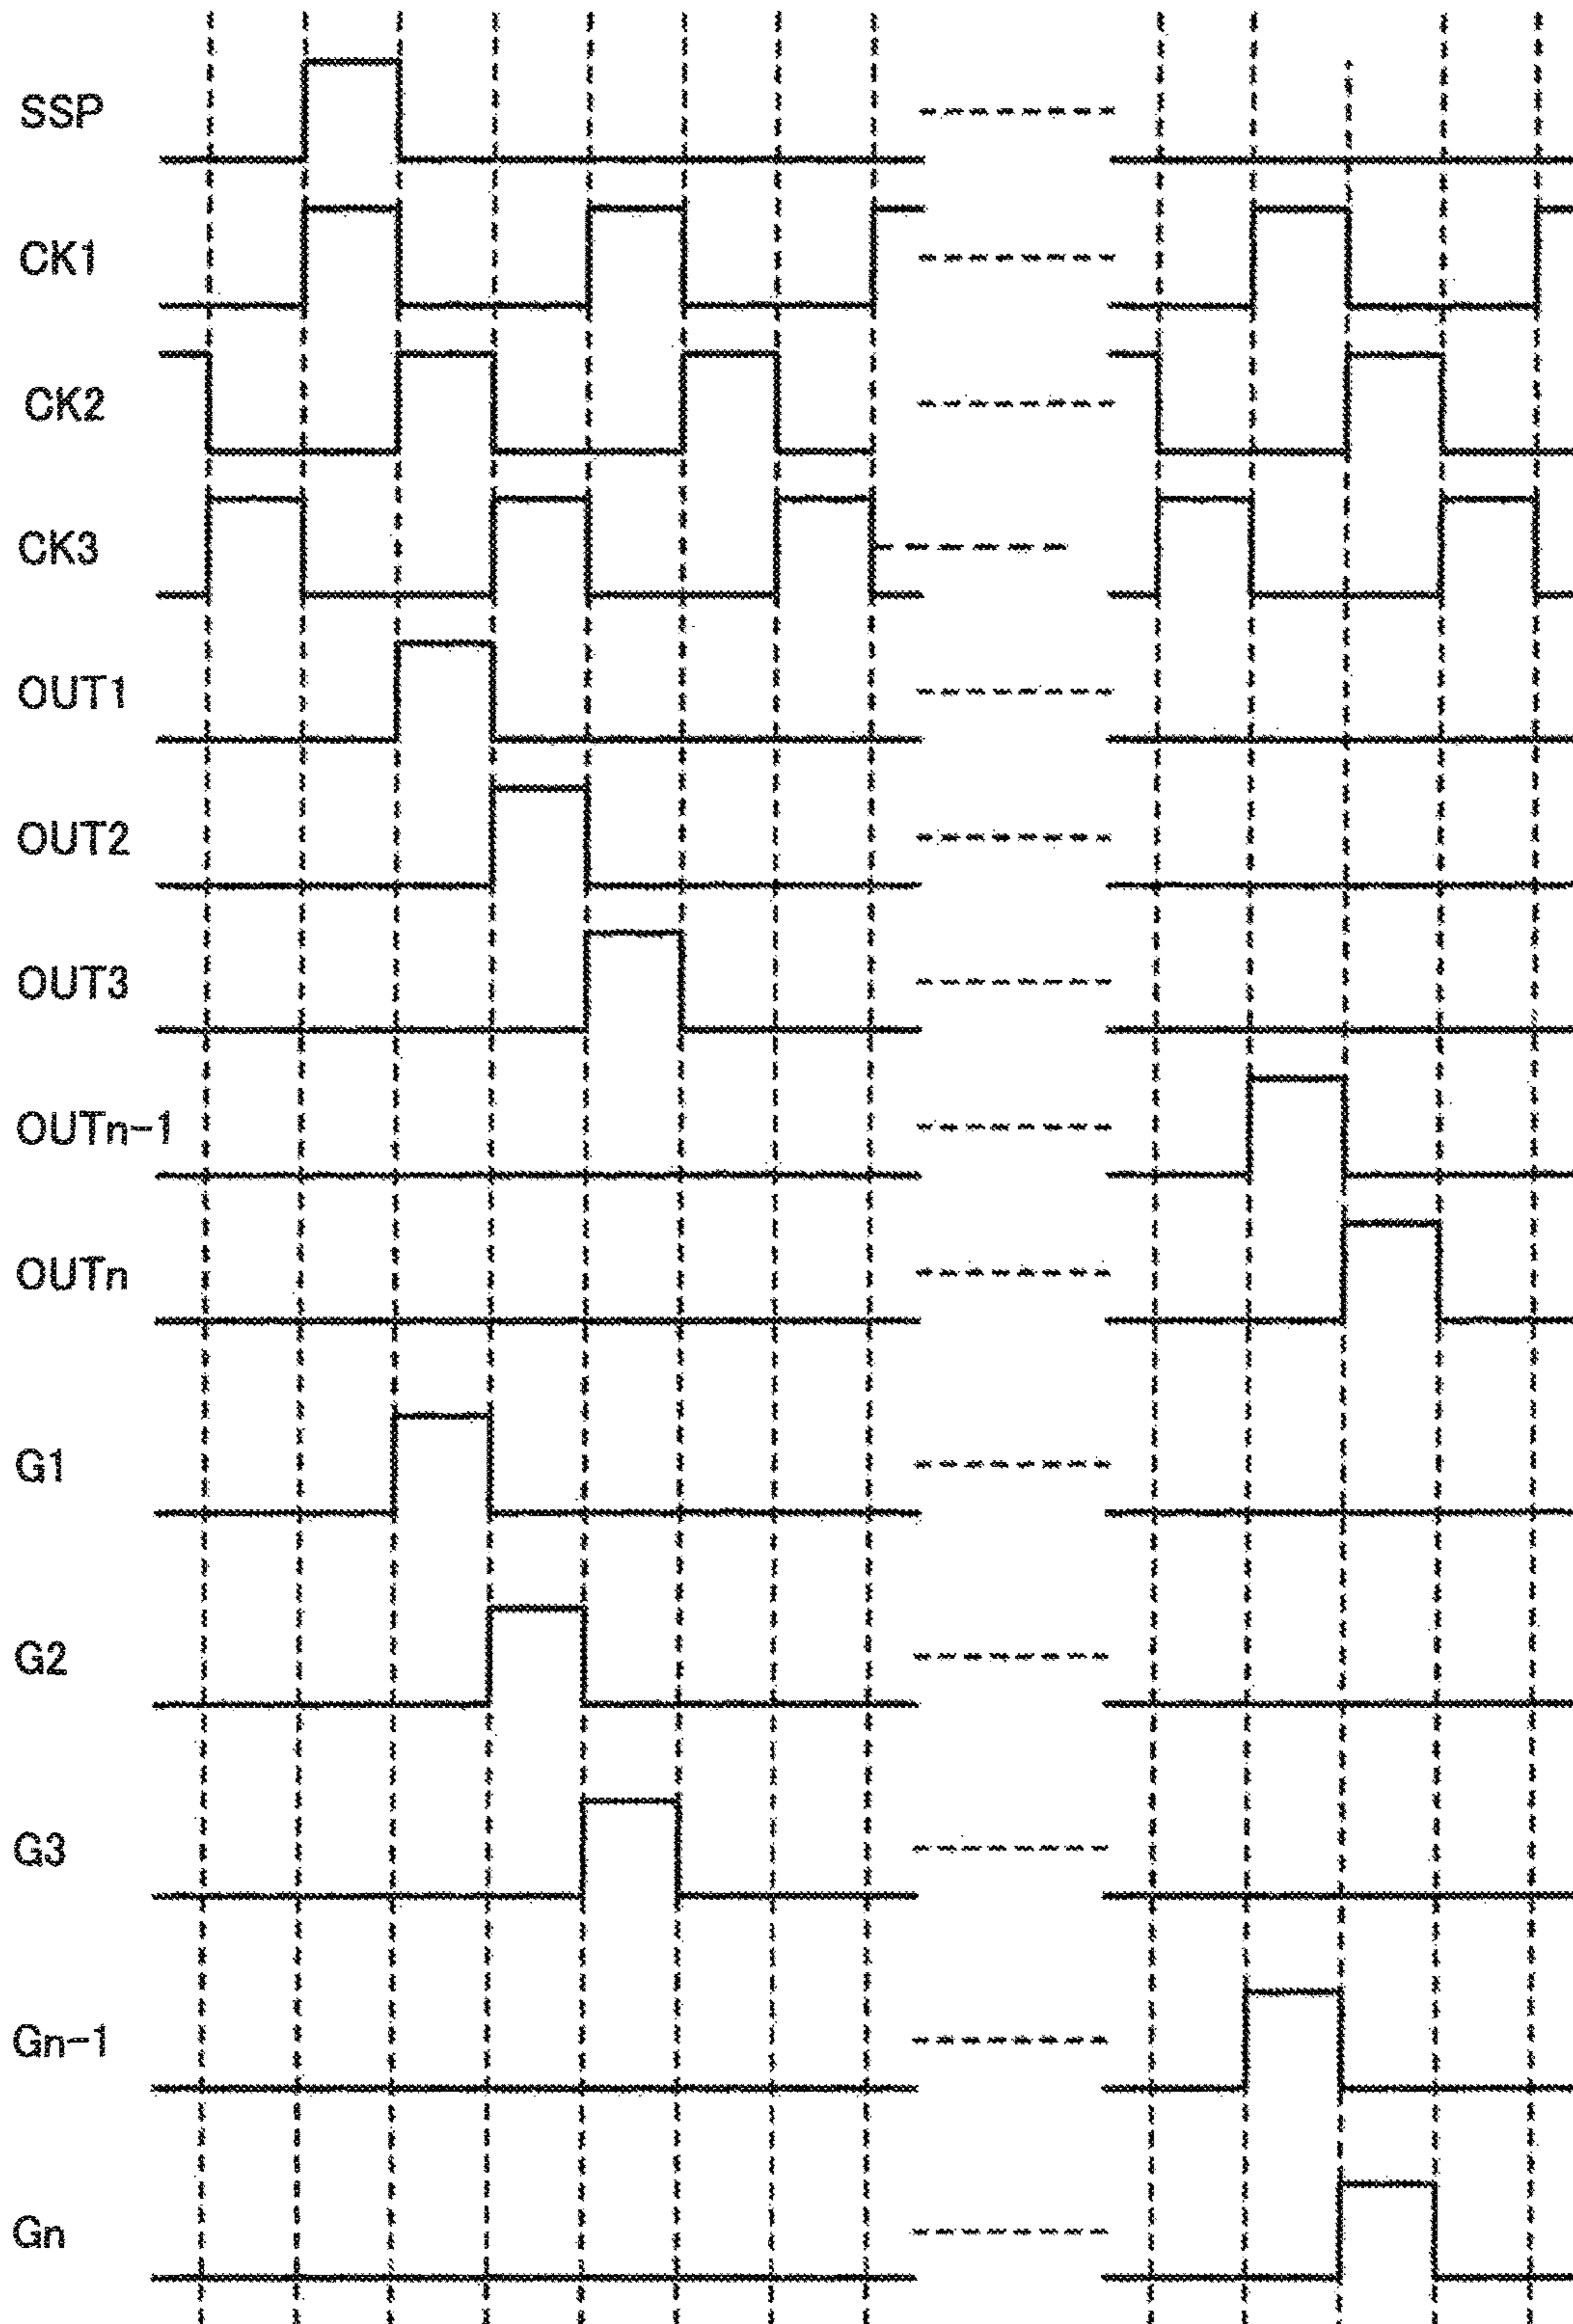 SSP
CK1
CK2
CK3
OUT1
OUT2
OUT3
OUTn-1
OUTn
G1
G2
G3
Gn-1
Gn